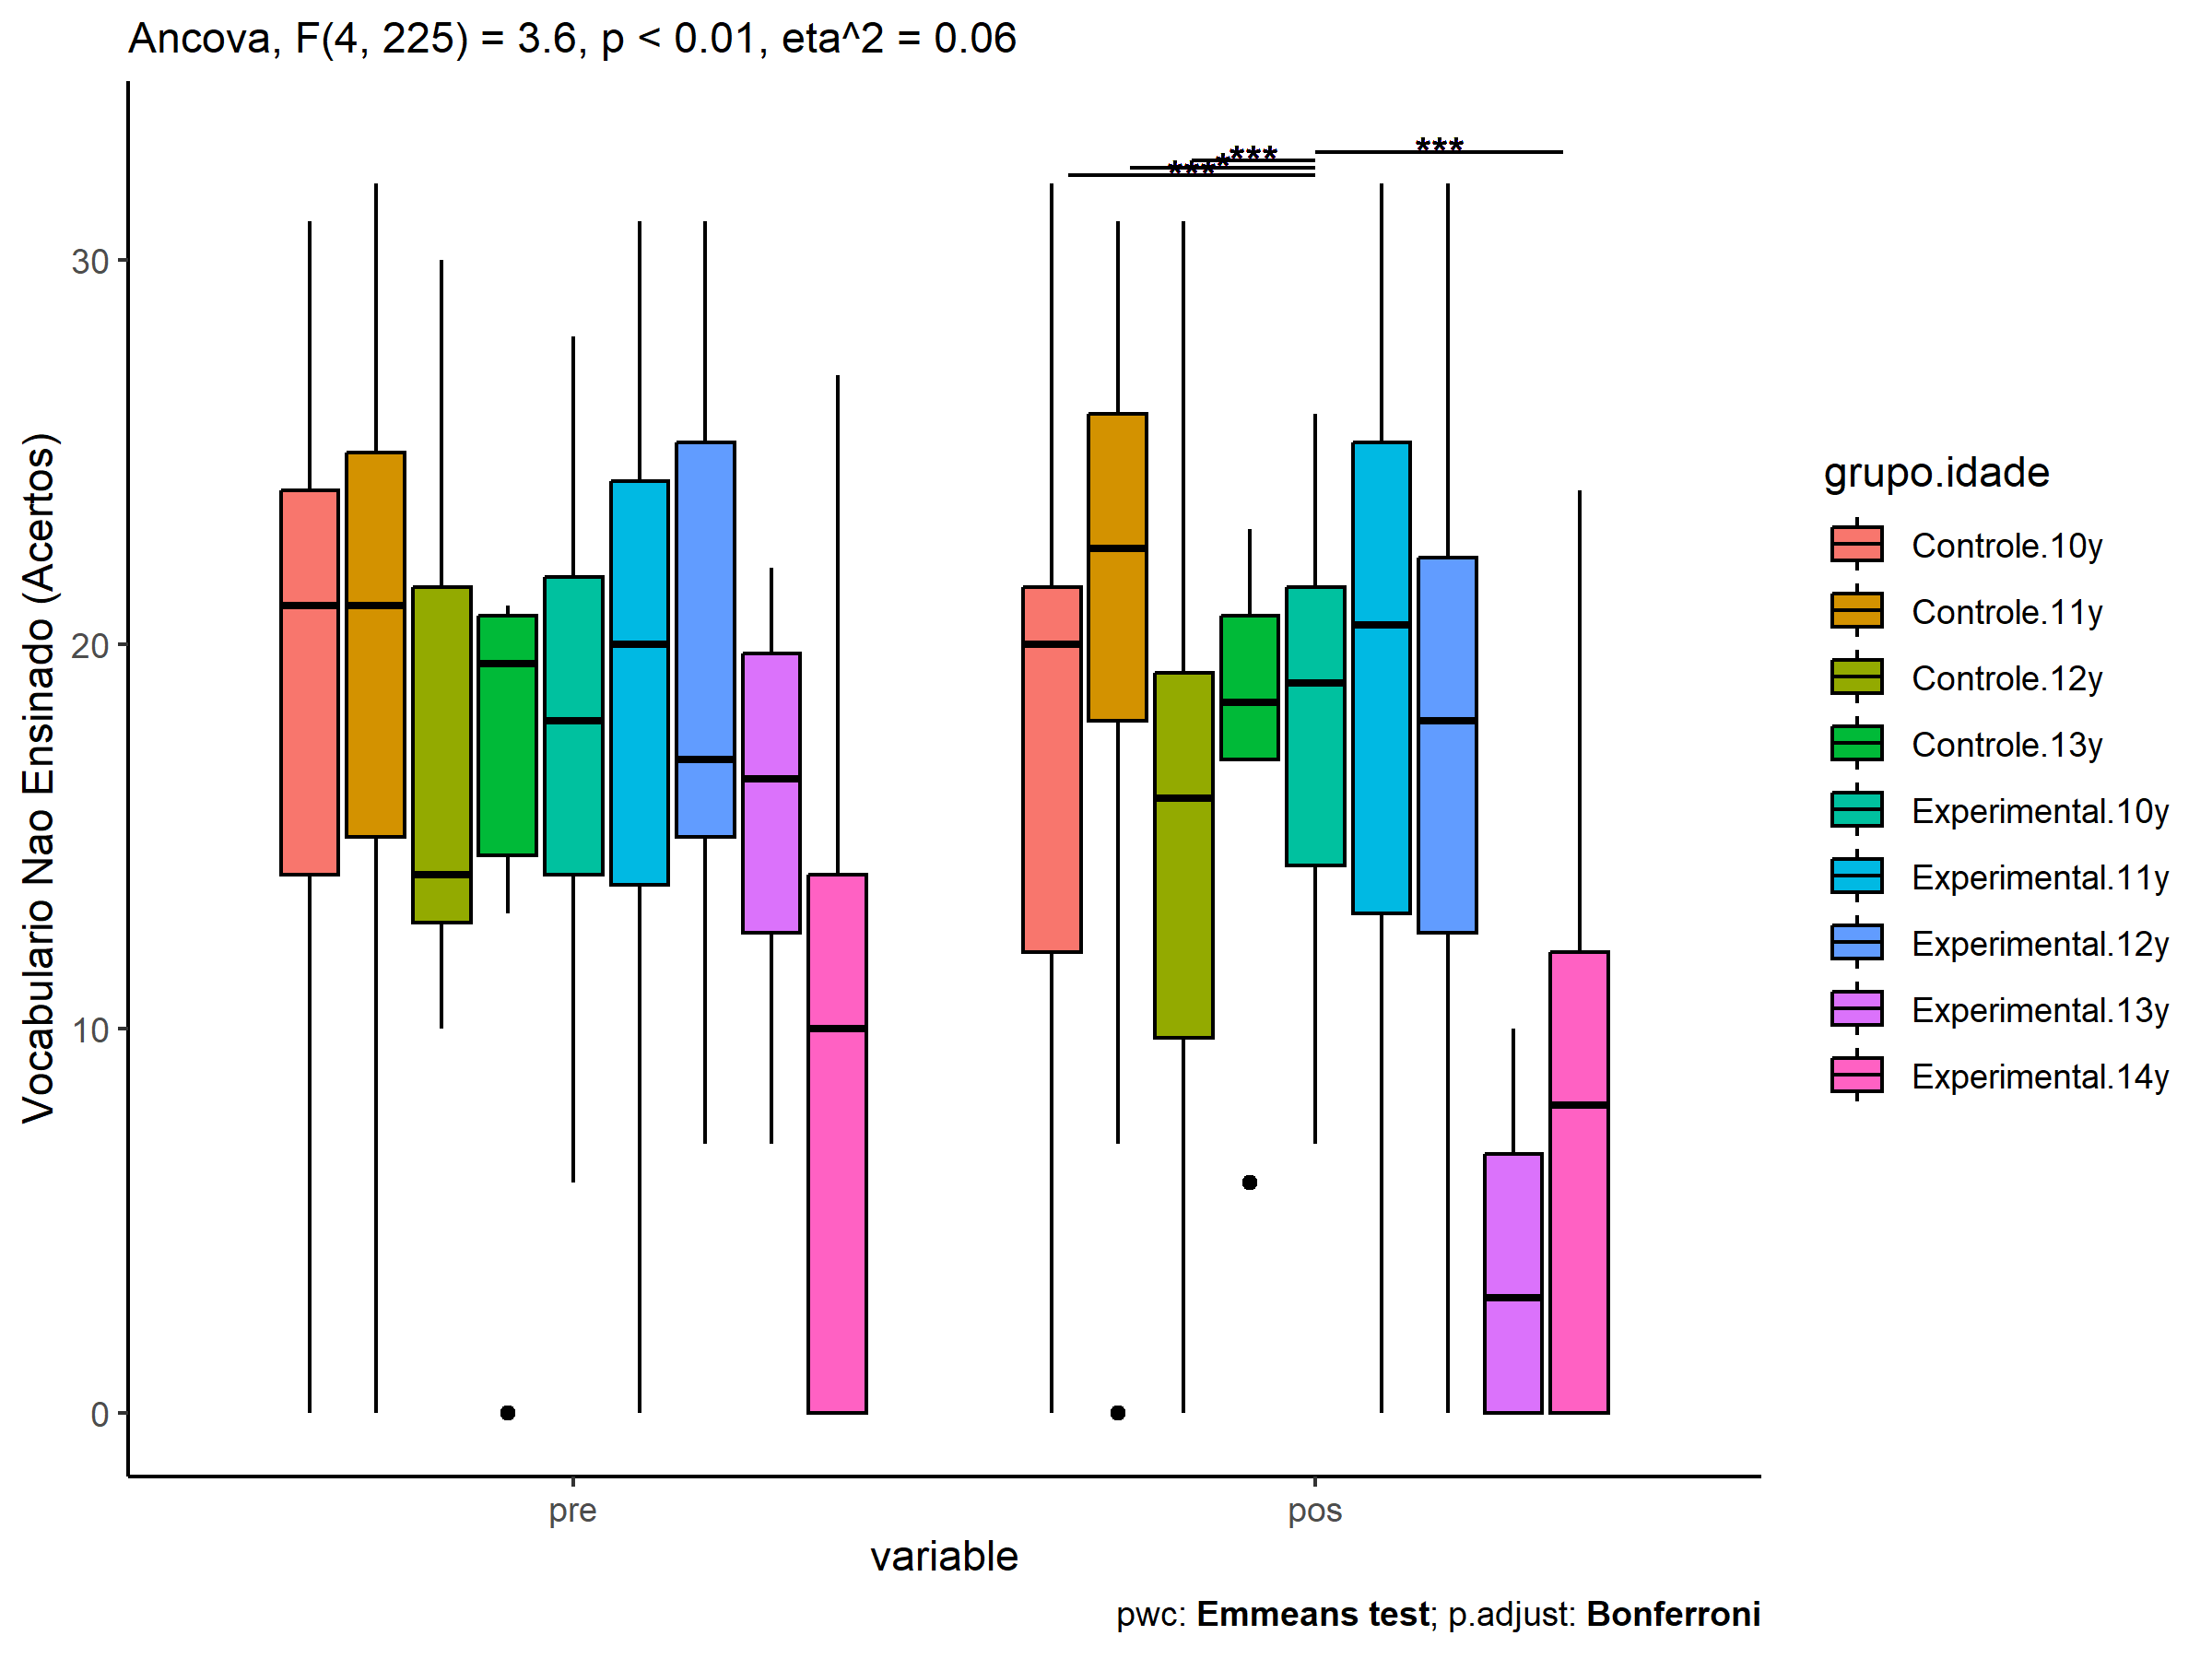 Ancova, F(4, 225) = 3.6, p < 0.01, eta^2 = 0.06
Vocabulario Nao Ensinado (Acertos)
30
20
10
0
***
*
***
***
pre
pos
variable
grupo.idade
Controle.10y
Controle.11y
Controle.12y
Controle.13y
Experimental.10y
Experimental.11y
Experimental.12y
Experimental.13y
Experimental.14y
pwc: Emmeans test; p.adjust: Bonferroni